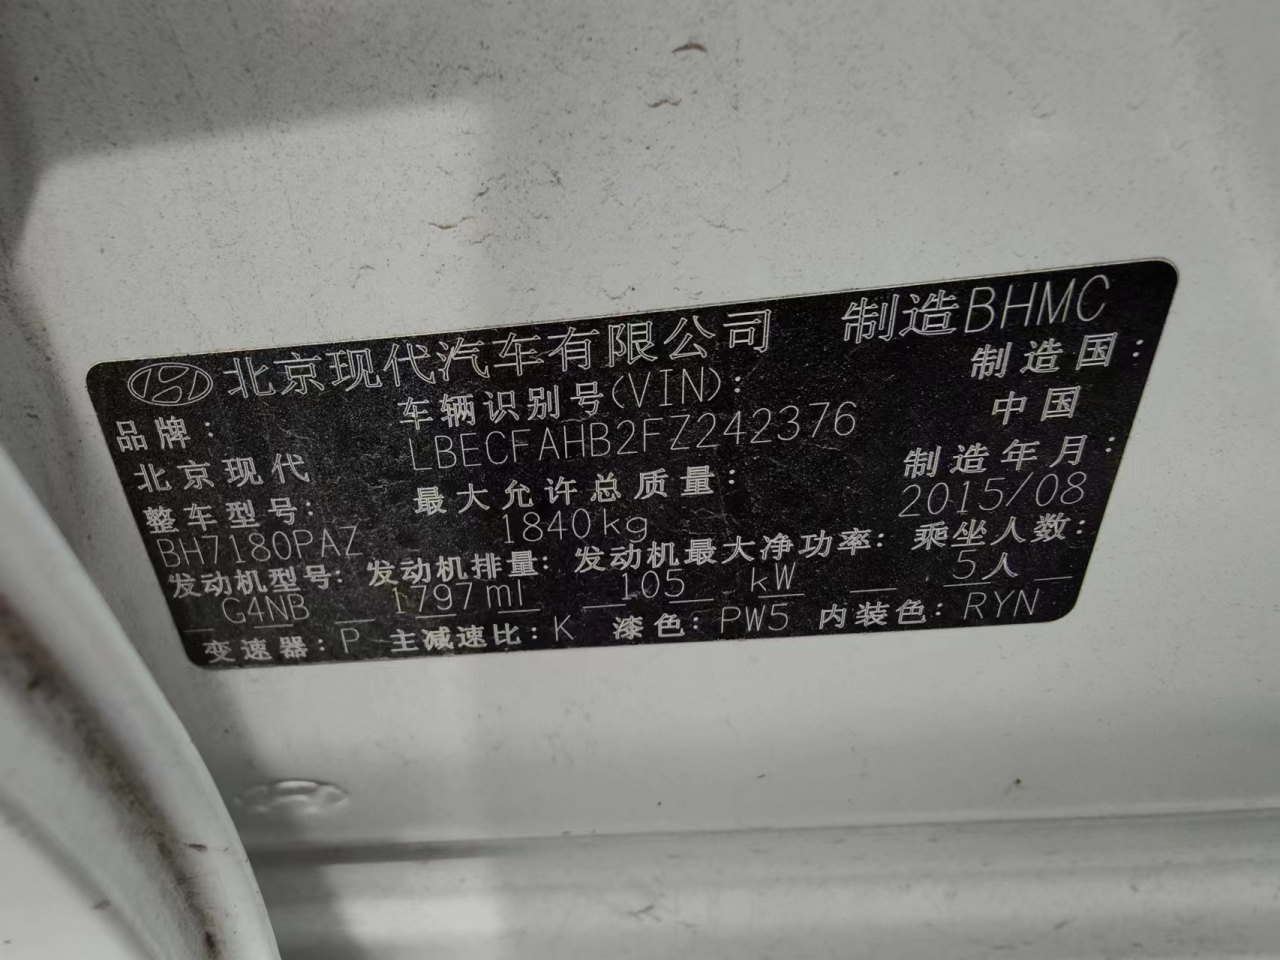 北京现代汽车有限公司 制造BHMC
品牌: 车辆识别号(VIN): 制造国:
北京现代 LBECFAHB2FZ242376 中国
整车型号: 最大允许总质量: 制造年月:
BH7180PAZ 1840kg 2015/08
发动机型号: 发动机排量: 发动机最大净功率: 乘坐人数:
G4NB 1797ml 105 kW 5人
变速器: P 主减速比: K 漆色: PW5 内装色: RYN